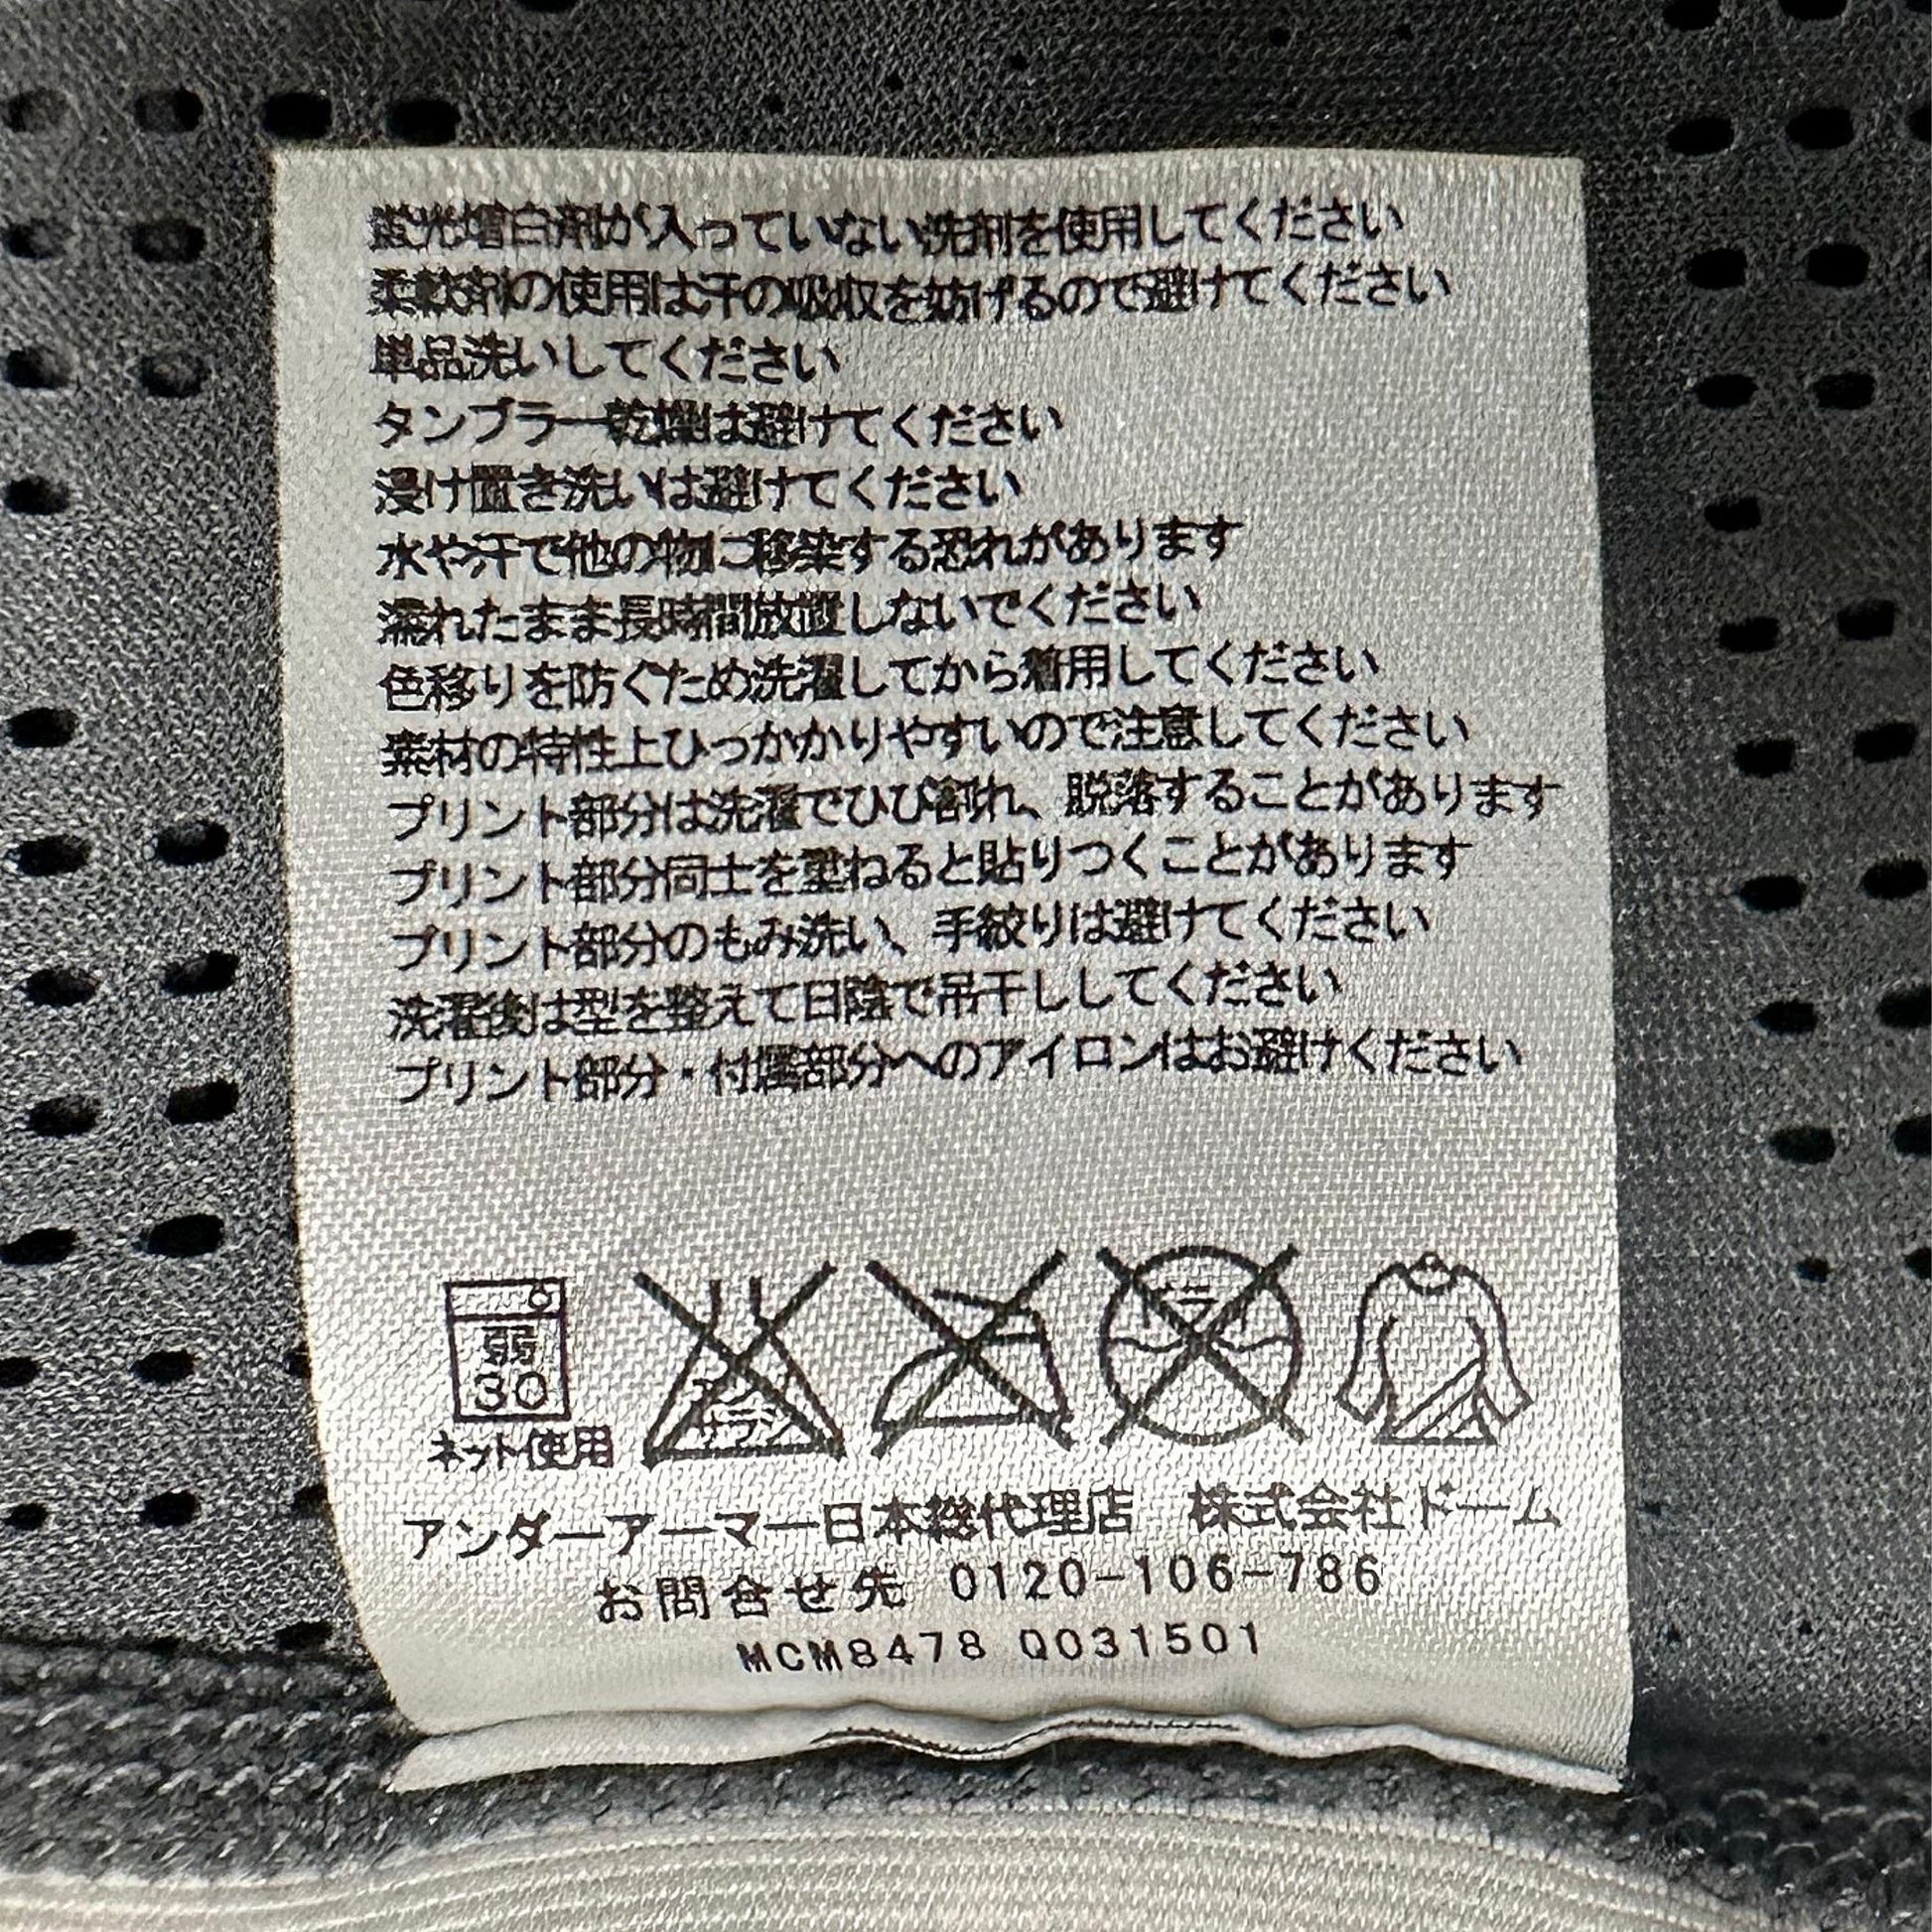 蛍光増白剤が入っていない洗剤を使用してください
柔軟剤の使用は汗の吸収を妨げるので避けてください
単品洗いしてください
タンブラー乾燥は避けてください
浸け置き洗いは避けてください
水や汗で他の物に移染する恐れがあります
濡れたまま長時間放置しないでください
色移りを防ぐため洗濯してから着用してください
素材の特性上ひっかかりやすいので注意してください
プリント部分は洗濯でひび割れ、脱落することがあります
プリント部分同士を重ねると貼りつくことがあります
プリント部分のもみ洗い、手絞りは避けてください
洗濯後は型を整えて日陰で吊干ししてください
プリント部分・付属部分へのアイロンはお避けください
弱
30
ネット使用
エンソ
サラシ
ドライ
アンダーアーマー日本総代理店　株式会社ドーム
お問合せ先 0120-106-786
MCM8478 Q031501